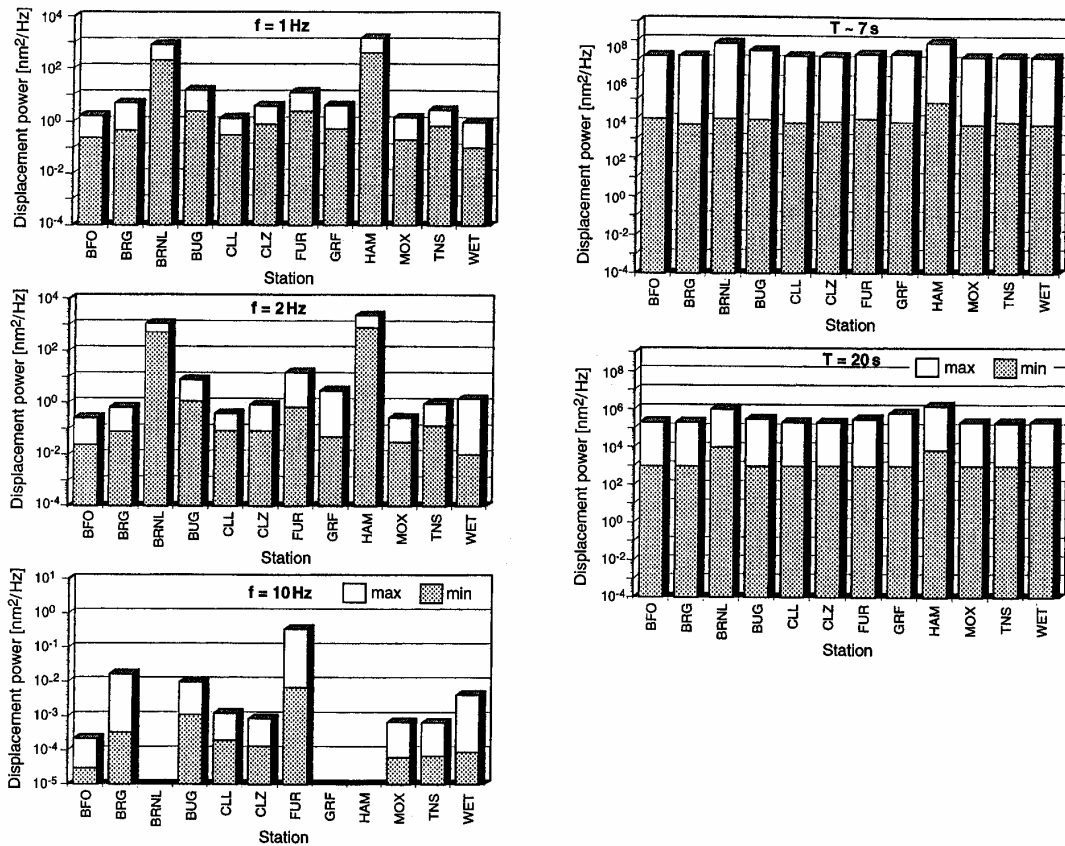 f = 1 Hz
Displacement power [nm²/Hz]
10⁴
10²
10⁰
10⁻²
10⁻⁴
BFO BRG BRNL BUG CLL CLZ FUR GRF HAM MOX TNS WET
Station
f = 2 Hz
Displacement power [nm²/Hz]
10⁴
10²
10⁰
10⁻²
10⁻⁴
BFO BRG BRNL BUG CLL CLZ FUR GRF HAM MOX TNS WET
Station
f = 10 Hz
max min
Displacement power [nm²/Hz]
10¹
10⁰
10⁻¹
10⁻²
10⁻³
10⁻⁴
10⁻⁵
BFO BRG BRNL BUG CLL CLZ FUR GRF HAM MOX TNS WET
Station
T ~ 7 s
Displacement power [nm²/Hz]
10⁸
10⁶
10⁴
10²
10⁰
10⁻²
10⁻⁴
BFO BRG BRNL BUG CLL CLZ FUR GRF HAM MOX TNS WET
Station
T = 20 s
max min
Displacement power [nm²/Hz]
10⁸
10⁶
10⁴
10²
10⁰
10⁻²
10⁻⁴
BFO BRG BRNL BUG CLL CLZ FUR GRF HAM MOX TNS WET
Station